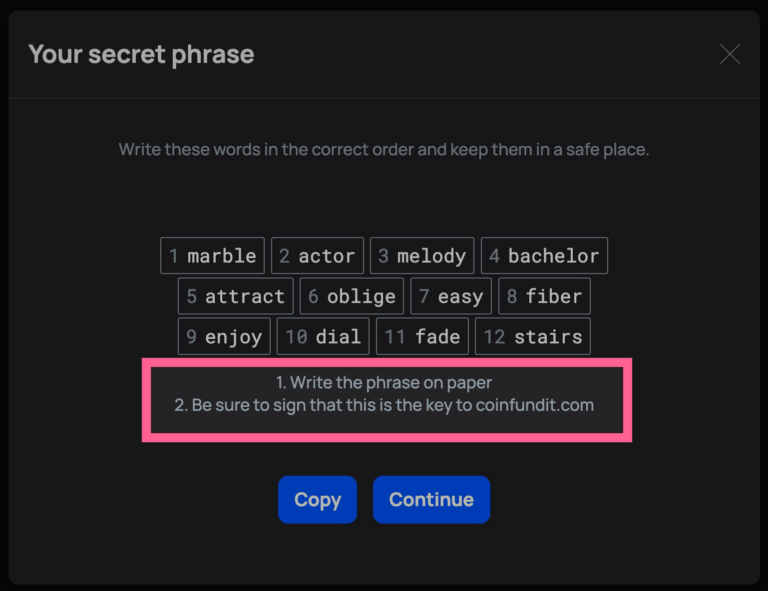 Your secret phrase
Write these words in the correct order and keep them in a safe place.
1 marble 2 actor 3 melody 4 bachelor
5 attract 6 oblige 7 easy 8 fiber
9 enjoy 10 dial 11 fade 12 stairs
1. Write the phrase on paper
2. Be sure to sign that this is the key to coinfundit.com
Copy Continue